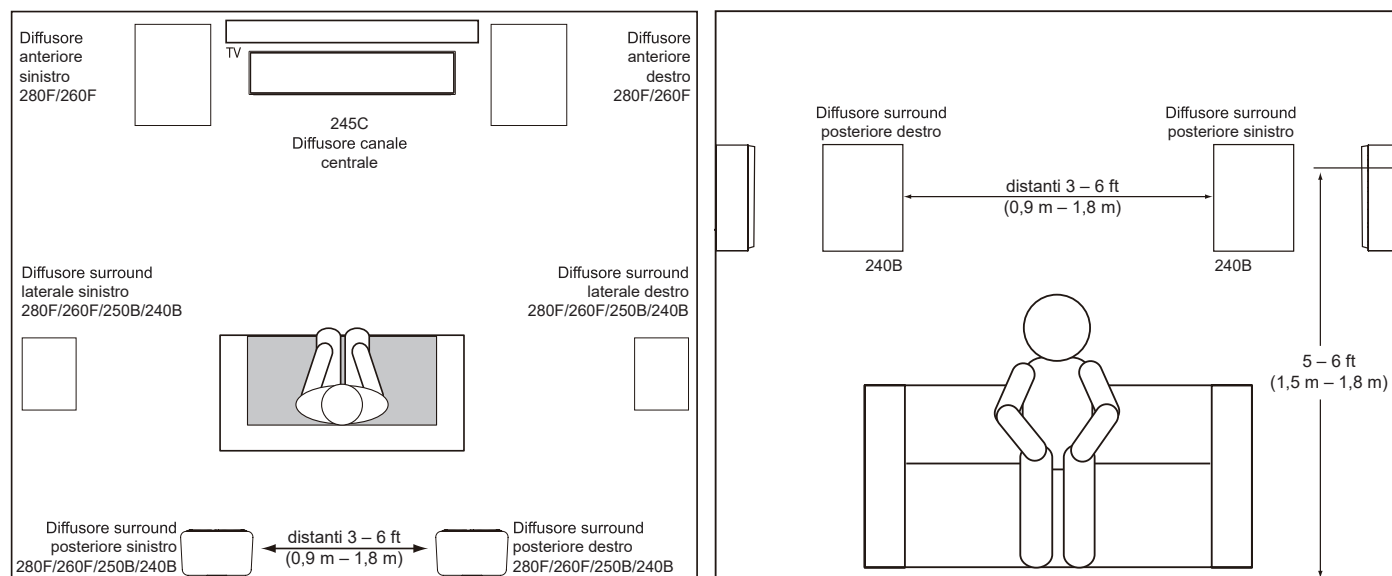 Diffusore
anteriore
sinistro
280F/260F
TV
245C
Diffusore canale
centrale
Diffusore
anteriore
destro
280F/260F
Diffusore surround
laterale sinistro
280F/260F/250B/240B
Diffusore surround
laterale destro
280F/260F/250B/240B
Diffusore surround
posteriore sinistro
280F/260F/250B/240B
distanti 3 – 6 ft
(0,9 m – 1,8 m)
Diffusore surround
posteriore destro
280F/260F/250B/240B
Diffusore surround
posteriore destro
240B
distanti 3 – 6 ft
(0,9 m – 1,8 m)
Diffusore surround
posteriore sinistro
240B
5 – 6 ft
(1,5 m – 1,8 m)